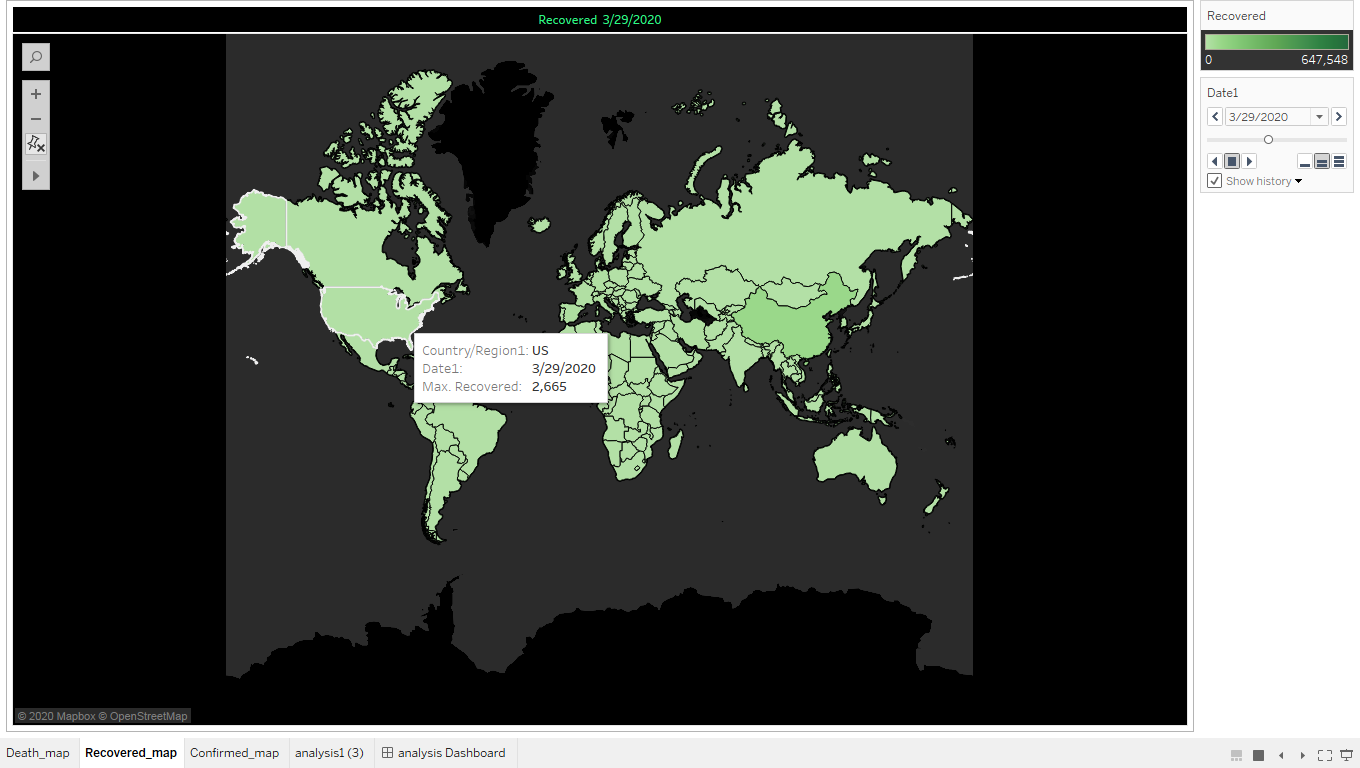 Recovered 3/29/2020
Recovered
0 647,548
Date1
3/29/2020
Show history
Country/Region1: US
Date1: 3/29/2020
Max. Recovered: 2,665
© 2020 Mapbox © OpenStreetMap
Death_map Recovered_map Confirmed_map analysis1 (3) analysis Dashboard